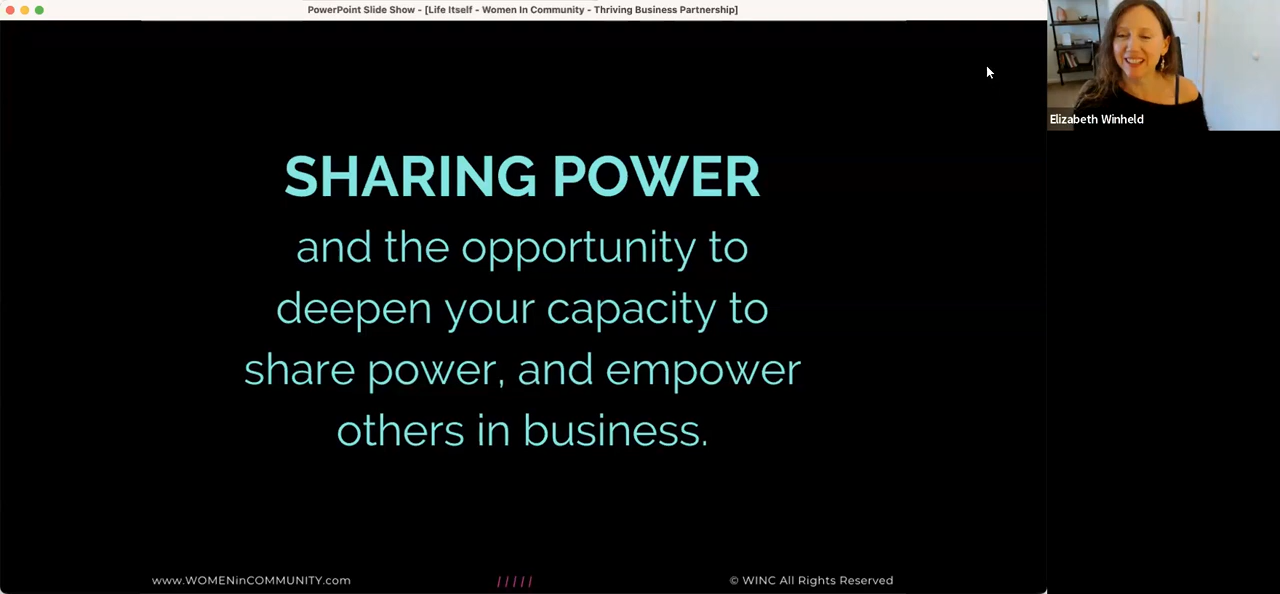 PowerPoint Slide Show - [Life Itself - Women In Community - Thriving Business Partnership]
Elizabeth Winheld
SHARING POWER
and the opportunity to
deepen your capacity to
share power, and empower
others in business.
www.WOMENinCOMMUNITY.com
/ / / / /
© WINC All Rights Reserved